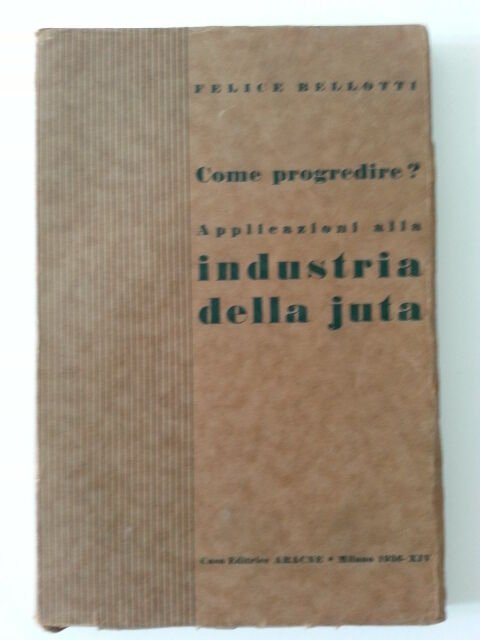 FELICE BELLOTTI
Come progredire?
Applicazioni alla
industria
della juta
Casa Editrice ARACNE • Milano 1936-XIV